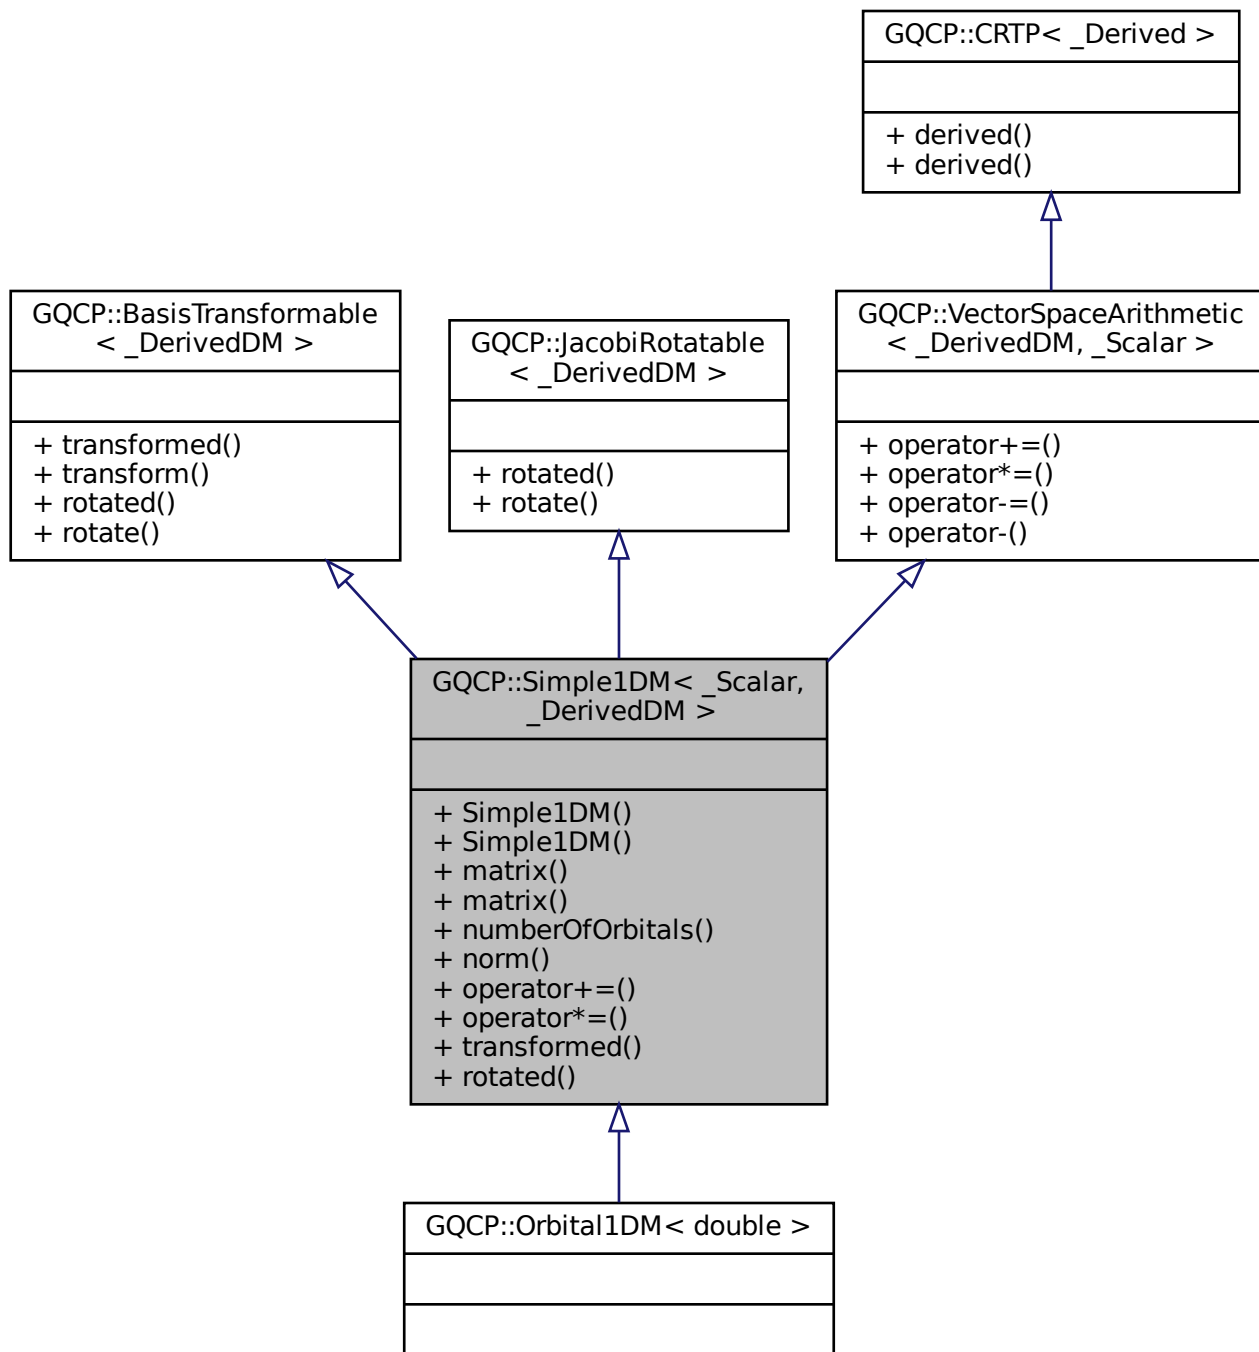 GQCP::CRTP< _Derived >
+ derived()
+ derived()
GQCP::BasisTransformable
< _DerivedDM >
+ transformed()
+ transform()
+ rotated()
+ rotate()
GQCP::JacobiRotatable
< _DerivedDM >
+ rotated()
+ rotate()
GQCP::VectorSpaceArithmetic
< _DerivedDM, _Scalar >
+ operator+=()
+ operator*=()
+ operator-=()
+ operator-()
GQCP::Simple1DM< _Scalar,
_DerivedDM >
+ Simple1DM()
+ Simple1DM()
+ matrix()
+ matrix()
+ numberOfOrbitals()
+ norm()
+ operator+=()
+ operator*=()
+ transformed()
+ rotated()
GQCP::Orbital1DM< double >